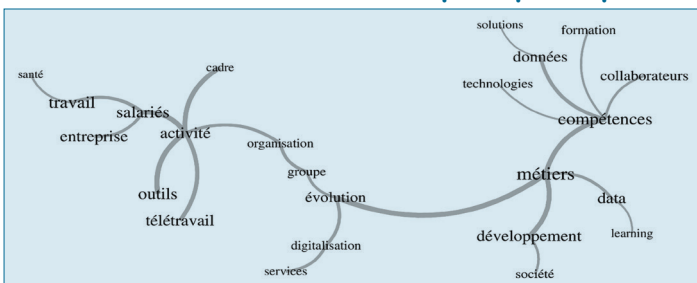 solutions
formation
données
cadre
santé
collaborateurs
technologies
travail
salariés
compétences
entreprise
activité
organisation
groupe
métiers
outils
évolution
data
télétravail
learning
développement
digitalisation
services
société